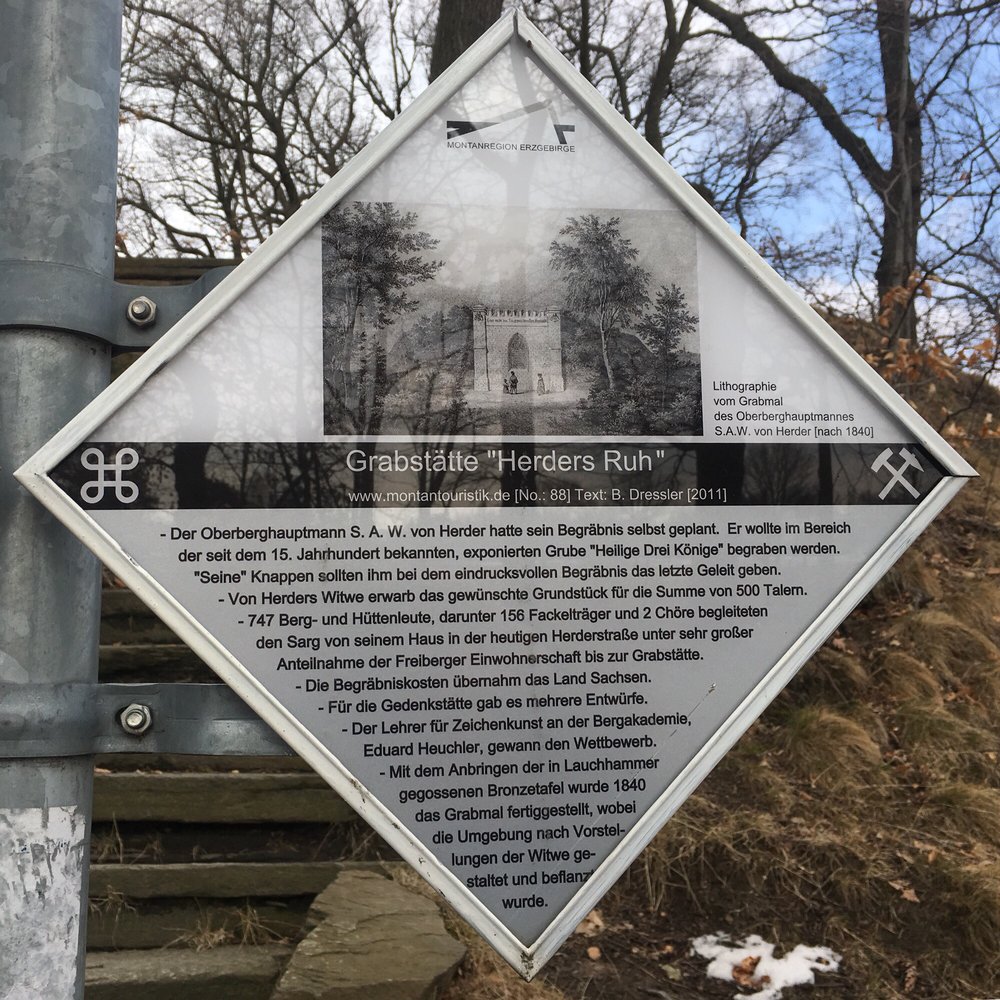 MONTANREGION ERZGEBIRGE
Lithographie
vom Grabmal
des Oberberghauptmannes
S.A.W. von Herder [nach 1840]
Grabstätte "Herders Ruh"
www.montantouristik.de [No.: 88] Text: B. Dressler [2011]
- Der Oberberghauptmann S. A. W. von Herder hatte sein Begräbnis selbst geplant. Er wollte im Bereich
der seit dem 15. Jahrhundert bekannten, exponierten Grube "Heilige Drei Könige" begraben werden.
"Seine" Knappen sollten ihm bei dem eindrucksvollen Begräbnis das letzte Geleit geben.
- Von Herders Witwe erwarb das gewünschte Grundstück für die Summe von 500 Talern.
- 747 Berg- und Hüttenleute, darunter 156 Fackelträger und 2 Chöre begleiteten
den Sarg von seinem Haus in der heutigen Herderstraße unter sehr großer
Anteilnahme der Freiberger Einwohnerschaft bis zur Grabstätte.
- Die Begräbniskosten übernahm das Land Sachsen.
- Für die Gedenkstätte gab es mehrere Entwürfe.
- Der Lehrer für Zeichenkunst an der Bergakademie,
Eduard Heuchler, gewann den Wettbewerb.
- Mit dem Anbringen der in Lauchhammer
gegossenen Bronzetafel wurde 1840
das Grabmal fertiggestellt, wobei
die Umgebung nach Vorstel-
lungen der Witwe ge-
staltet und beflanzt
wurde.